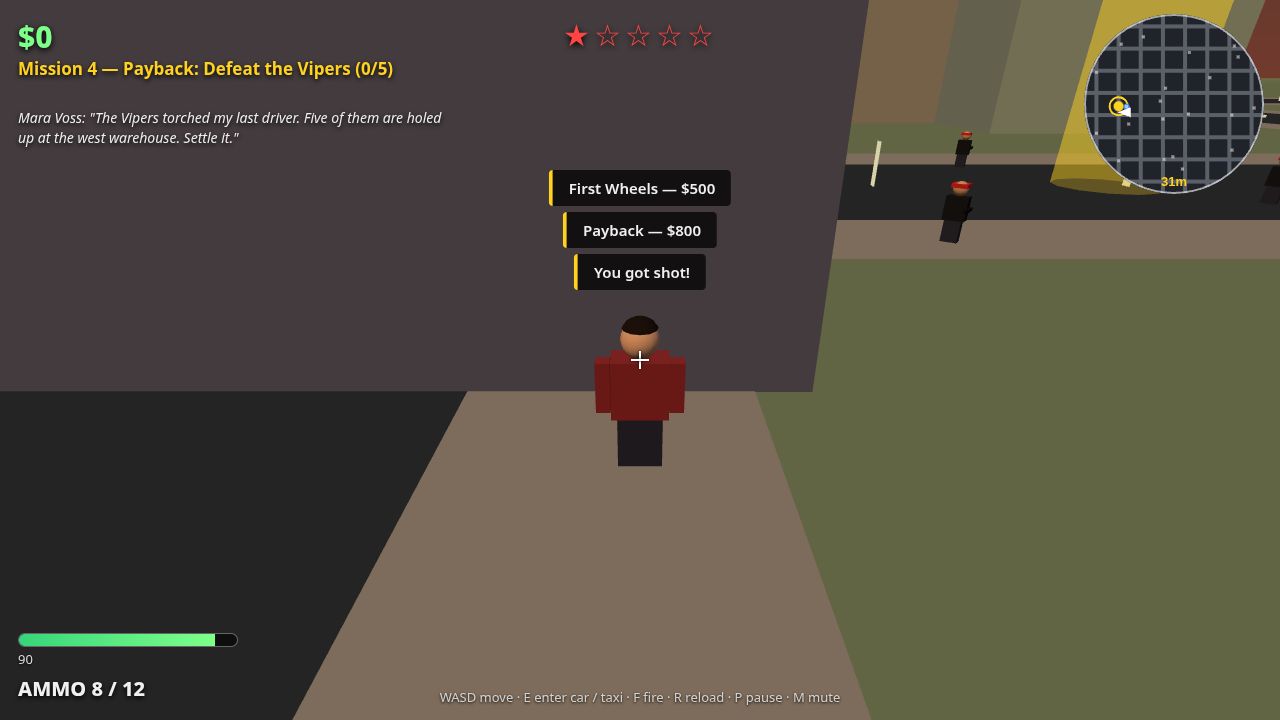 $0
★☆☆☆☆
Mission 4 — Payback: Defeat the Vipers (0/5)
Mara Voss: "The Vipers torched my last driver. Five of them are holed
up at the west warehouse. Settle it."
31m
First Wheels — $500
Payback — $800
You got shot!
90
AMMO 8 / 12
WASD move · E enter car / taxi · F fire · R reload · P pause · M mute